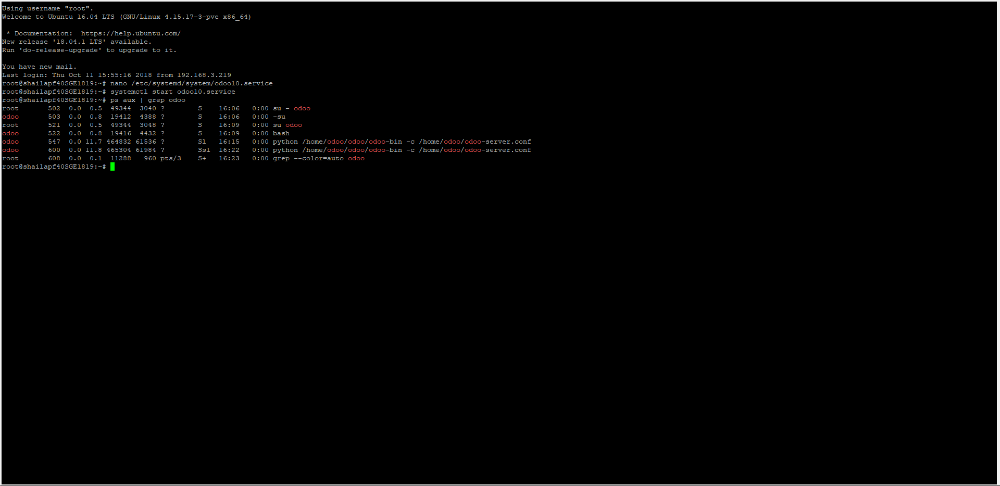 Using username "root".
Welcome to Ubuntu 16.04 LTS (GNU/Linux 4.15.17-3-pve x86_64)
 * Documentation:  https://help.ubuntu.com/
New release '18.04.1 LTS' available.
Run 'do-release-upgrade' to upgrade to it.
You have new mail.
Last login: Thu Oct 11 15:55:16 2018 from 192.168.3.219
root@shailapf40SGE1819:~# nano /etc/systemd/system/odoo10.service
root@shailapf40SGE1819:~# systemctl start odoo10.service
root@shailapf40SGE1819:~# ps aux | grep odoo
root       502  0.0  0.5  49344  3040 ?        S    16:06   0:00 su - odoo
odoo       503  0.0  0.8  19412  4388 ?        S    16:06   0:00 -su
root       521  0.0  0.5  49344  3048 ?        S    16:09   0:00 su odoo
odoo       522  0.0  0.8  19416  4432 ?        S    16:09   0:00 bash
odoo       547  0.0 11.7 464832 61536 ?        Sl   16:15   0:00 python /home/odoo/odoo/odoo-bin -c /home/odoo/odoo-server.conf
odoo       600  0.0 11.8 465304 61984 ?        Ssl  16:22   0:00 python /home/odoo/odoo/odoo-bin -c /home/odoo/odoo-server.conf
root       608  0.0  0.1  11288   960 pts/3    S+   16:23   0:00 grep --color=auto odoo
root@shailapf40SGE1819:~#